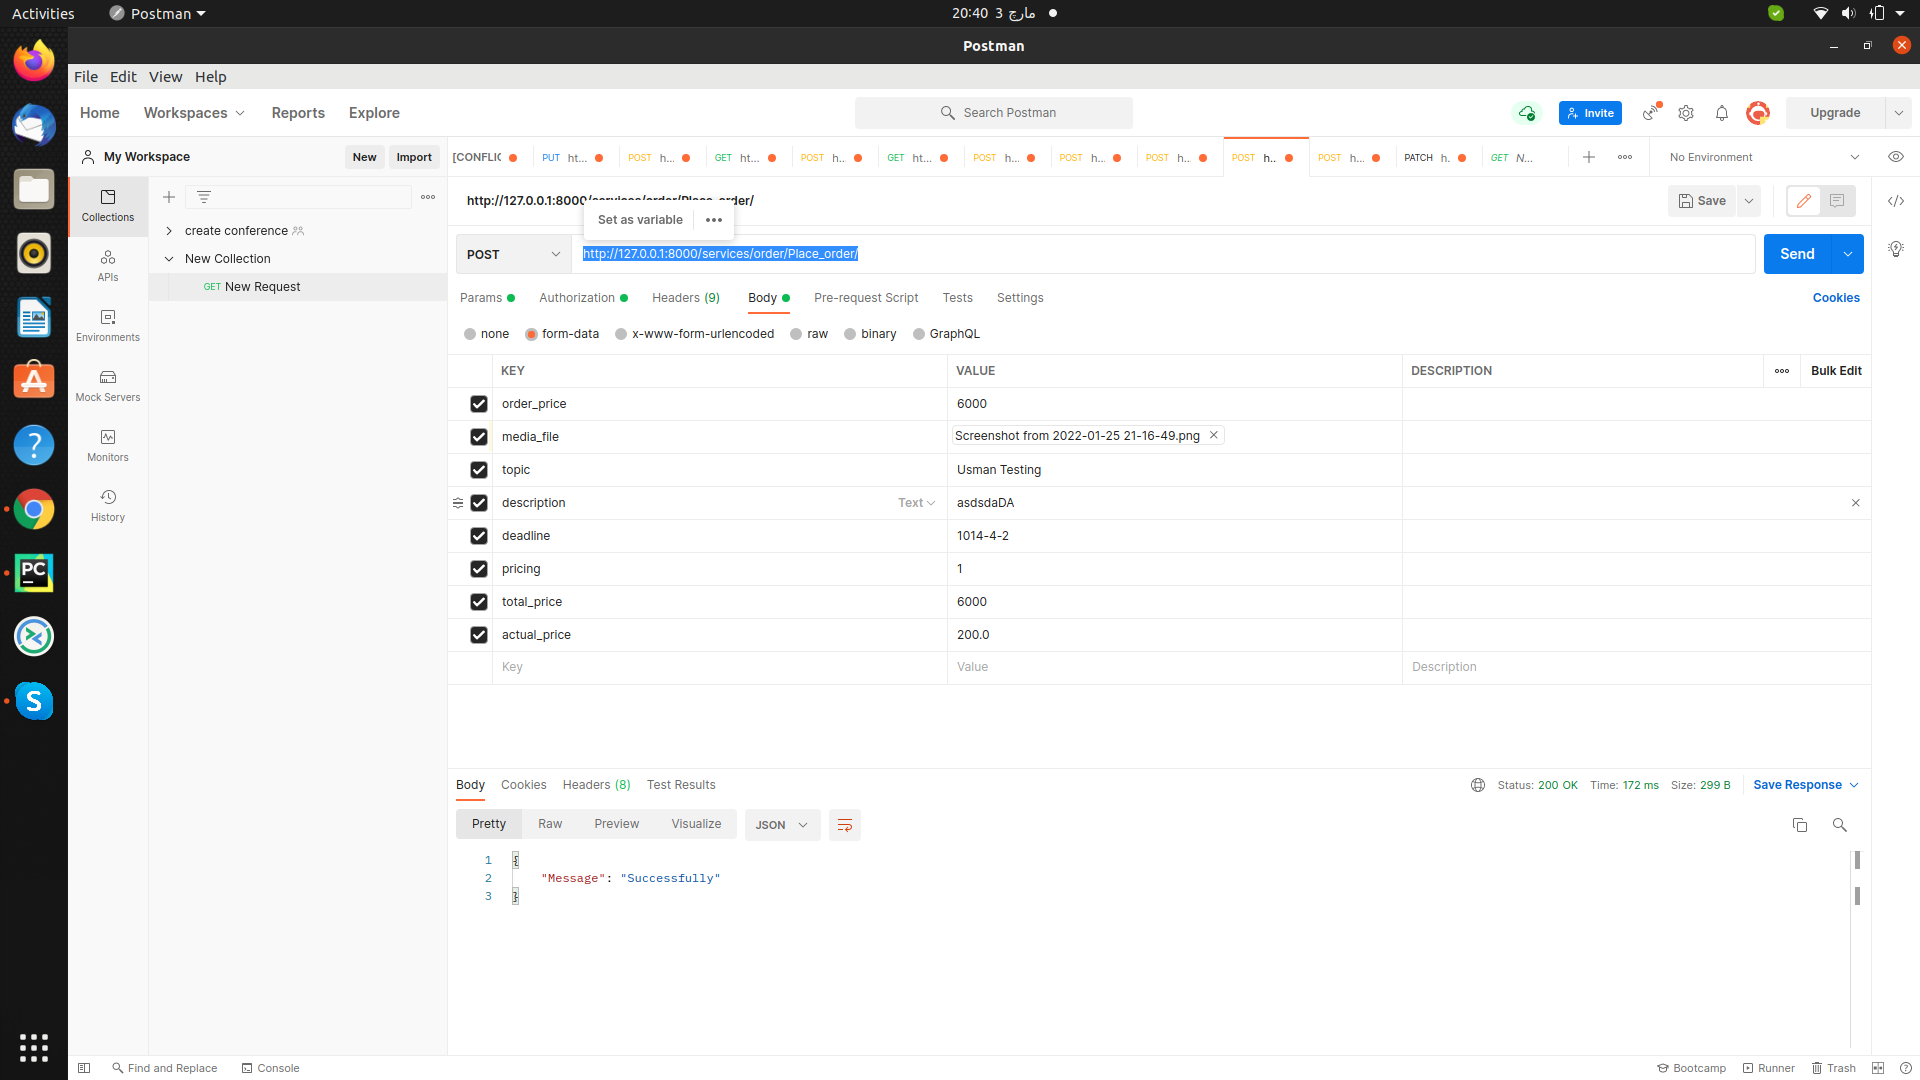 Activities
Postman
20:40 3 مارچ
Postman
File Edit View Help
Home Workspaces Reports Explore
Search Postman
Invite
Upgrade
My Workspace
New
Import
[CONFLIC
PUT ht...
POST h...
GET ht...
POST h...
GET ht...
POST h...
POST h...
POST h...
POST h...
POST h...
PATCH h.
GET N...
No Environment
Collections
APIs
Environments
Mock Servers
Monitors
History
create conference
New Collection
GET New Request
http://127.0.0.1:8000/services/order/Place_order/
Save
Set as variable
POST
http://127.0.0.1:8000/services/order/Place_order/
Send
Params
Authorization
Headers (9)
Body
Pre-request Script
Tests
Settings
Cookies
none
form-data
x-www-form-urlencoded
raw
binary
GraphQL
KEY VALUE DESCRIPTION
Bulk Edit
order_price 6000
media_file Screenshot from 2022-01-25 21-16-49.png
topic Usman Testing
description Text asdsdaDA
deadline 1014-4-2
pricing 1
total_price 6000
actual_price 200.0
Key Value Description
Body Cookies Headers (8) Test Results
Status: 200 OK Time: 172 ms Size: 299 B
Save Response
Pretty Raw Preview Visualize
JSON
1 {
2 "Message": "Successfully"
3 }
Find and Replace
Console
Bootcamp
Runner
Trash